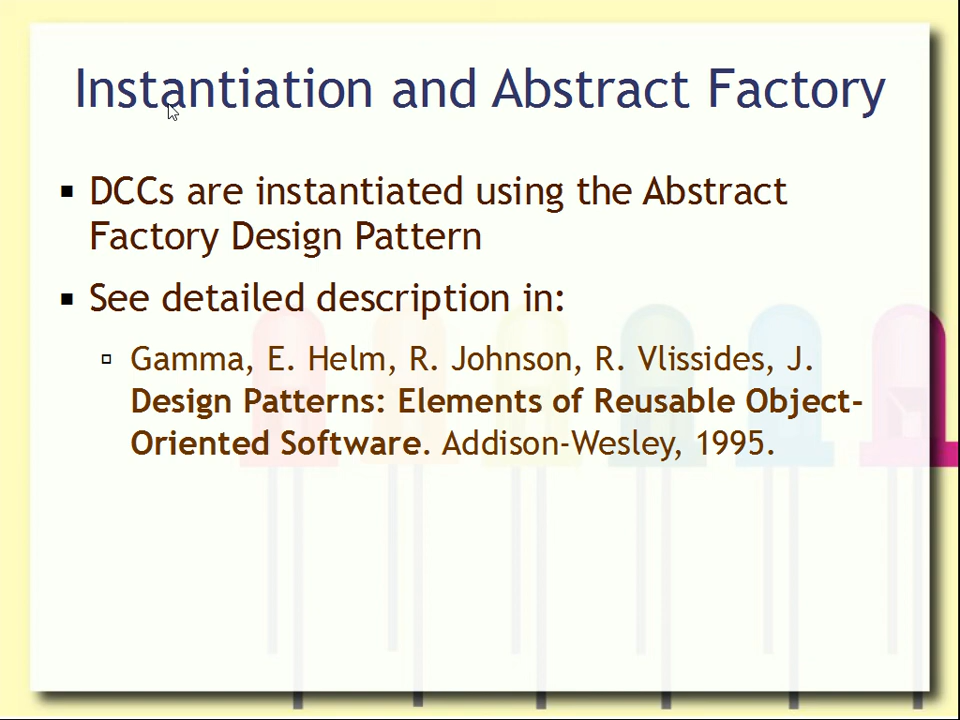 Instantiation and Abstract Factory
DCCs are instantiated using the Abstract
Factory Design Pattern
See detailed description in:
Gamma, E. Helm, R. Johnson, R. Vlissides, J.
Design Patterns: Elements of Reusable Object-
Oriented Software. Addison-Wesley, 1995.